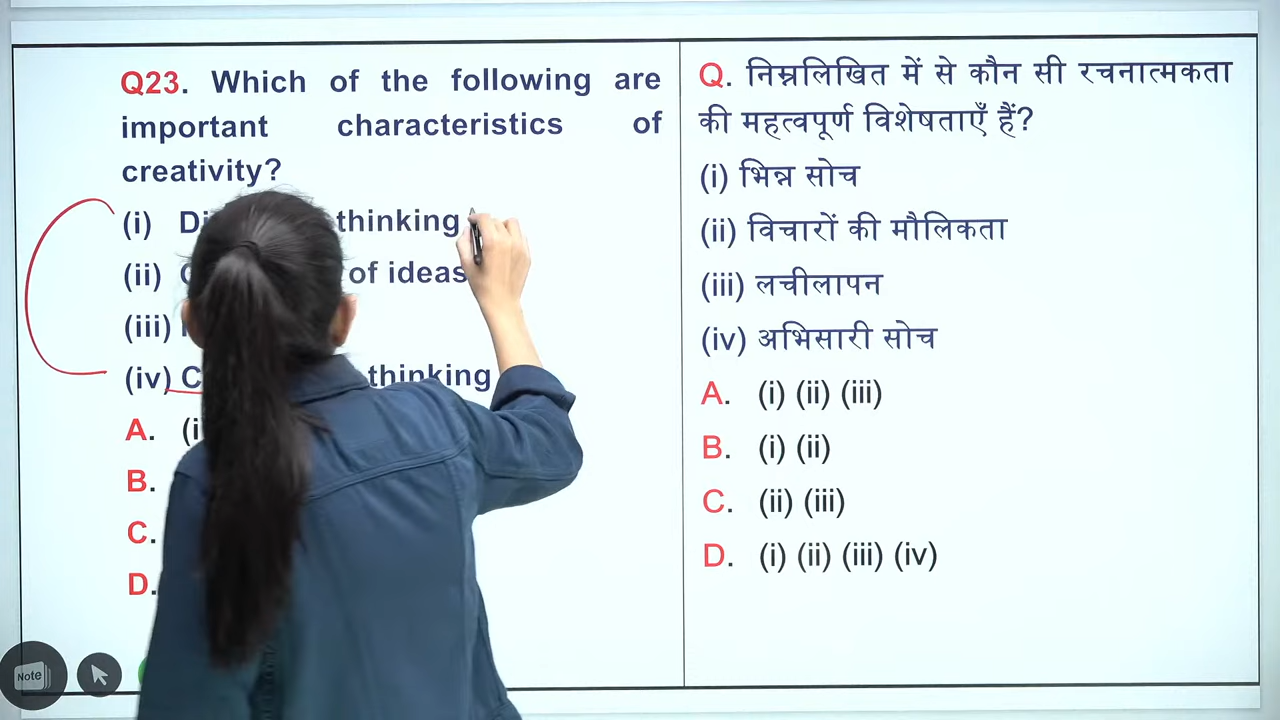 Q23. Which of the following are
important characteristics of
creativity?
(i) thinking
(ii) of ideas
(iii)
(iv) thinking
A.
B.
C.
D.
Q. निम्नलिखित में से कौन सी रचनात्मकता
की महत्वपूर्ण विशेषताएँ हैं?
(i) भिन्न सोच
(ii) विचारों की मौलिकता
(iii) लचीलापन
(iv) अभिसारी सोच
A. (i) (ii) (iii)
B. (i) (ii)
C. (ii) (iii)
D. (i) (ii) (iii) (iv)
Note